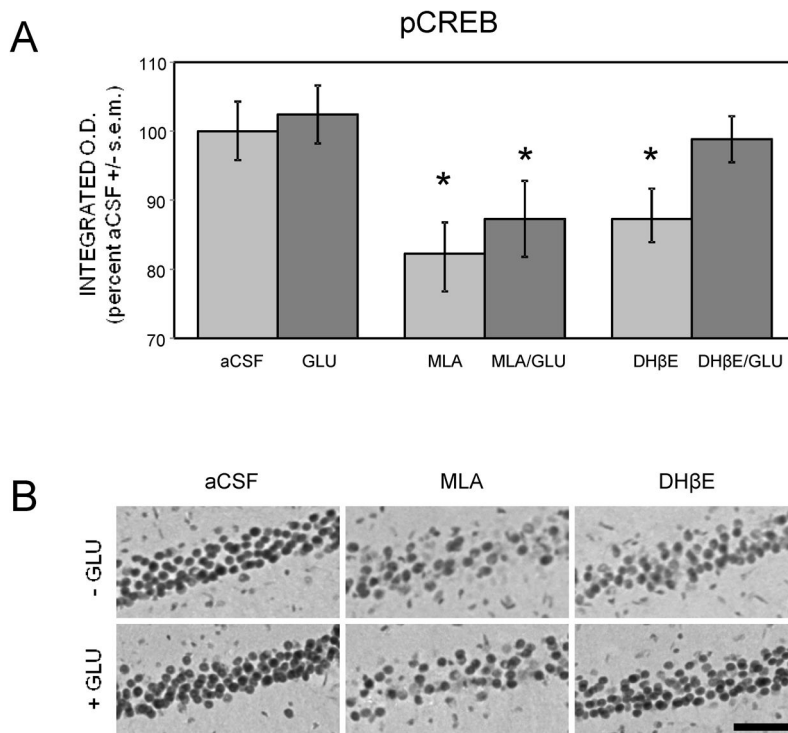 pCREB
A
INTEGRATED O.D.
(percent aCSF +/- s.e.m.)
110
100
90
80
70
* * *
aCSF GLU MLA MLA/GLU DHβE DHβE/GLU
B
aCSF MLA DHβE
- GLU
+ GLU